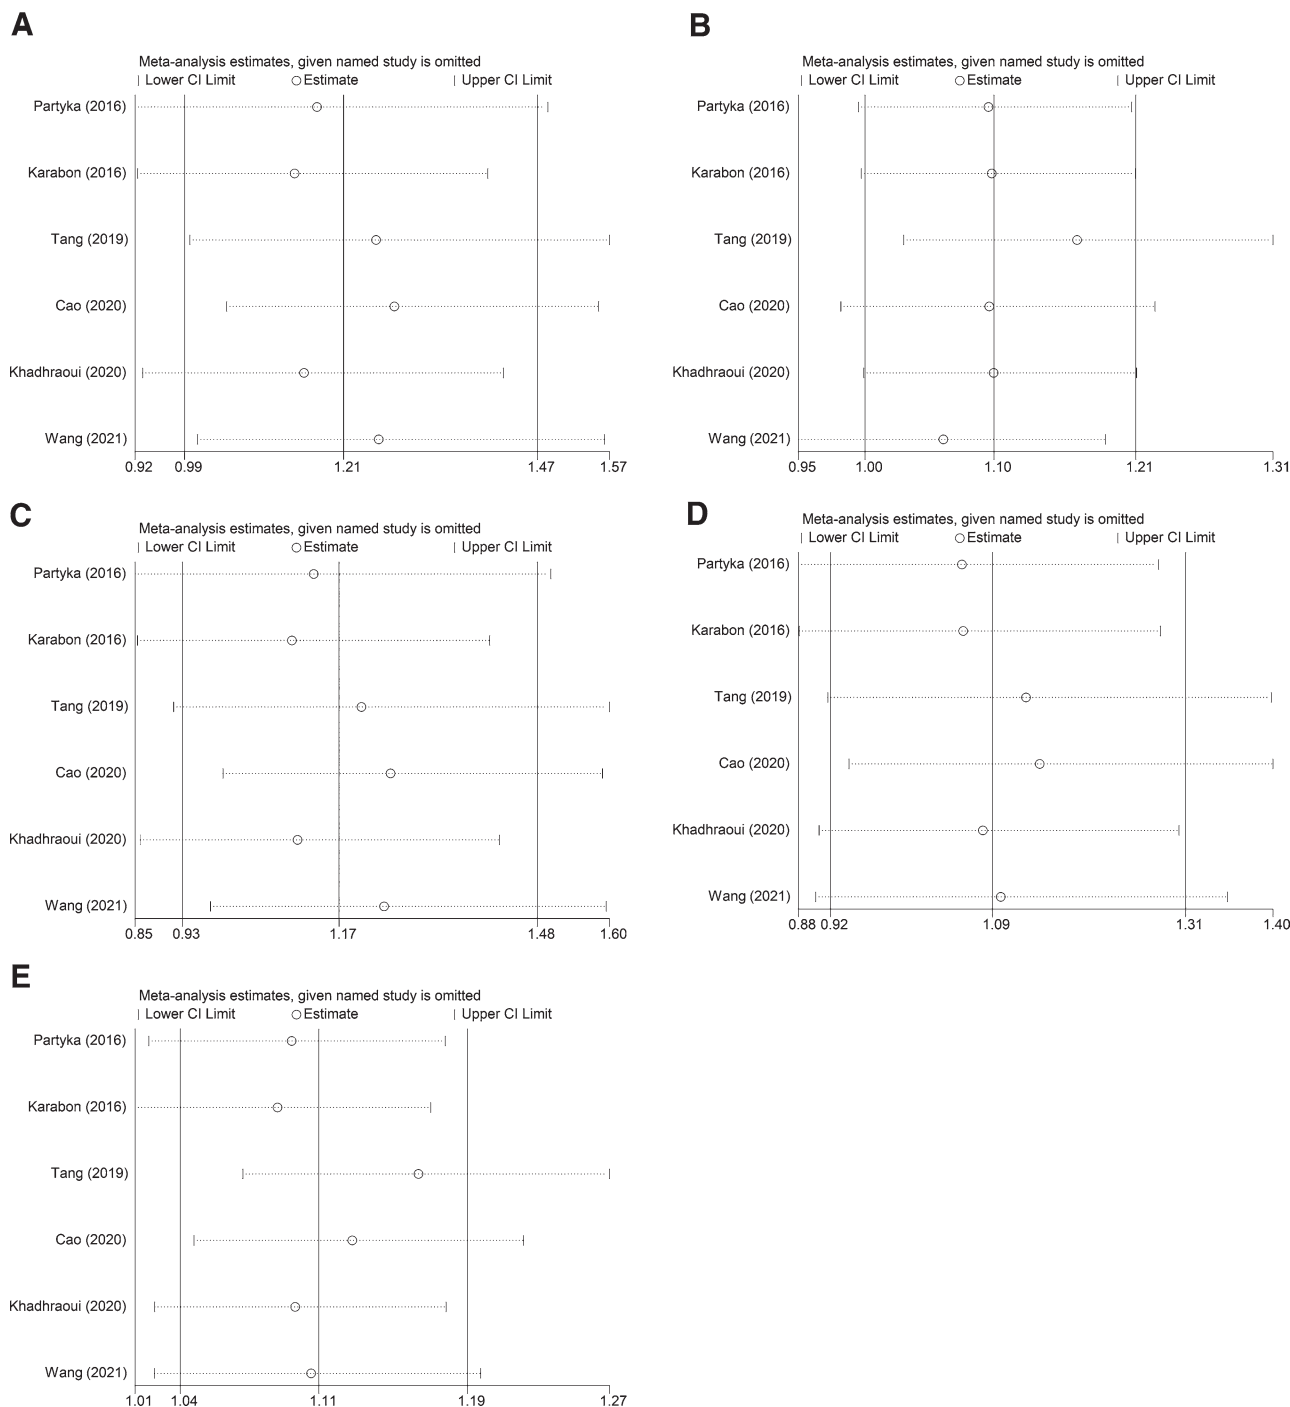 A
Meta-analysis estimates, given named study is omitted
Lower CI Limit Estimate Upper CI Limit
Partyka (2016)
Karabon (2016)
Tang (2019)
Cao (2020)
Khadhraoui (2020)
Wang (2021)
0.92 0.99 1.21 1.47 1.57
B
Meta-analysis estimates, given named study is omitted
Lower CI Limit Estimate Upper CI Limit
Partyka (2016)
Karabon (2016)
Tang (2019)
Cao (2020)
Khadhraoui (2020)
Wang (2021)
0.95 1.00 1.10 1.21 1.31
C
Meta-analysis estimates, given named study is omitted
Lower CI Limit Estimate Upper CI Limit
Partyka (2016)
Karabon (2016)
Tang (2019)
Cao (2020)
Khadhraoui (2020)
Wang (2021)
0.85 0.93 1.17 1.48 1.60
D
Meta-analysis estimates, given named study is omitted
Lower CI Limit Estimate Upper CI Limit
Partyka (2016)
Karabon (2016)
Tang (2019)
Cao (2020)
Khadhraoui (2020)
Wang (2021)
0.88 0.92 1.09 1.31 1.40
E
Meta-analysis estimates, given named study is omitted
Lower CI Limit Estimate Upper CI Limit
Partyka (2016)
Karabon (2016)
Tang (2019)
Cao (2020)
Khadhraoui (2020)
Wang (2021)
1.01 1.04 1.11 1.19 1.27